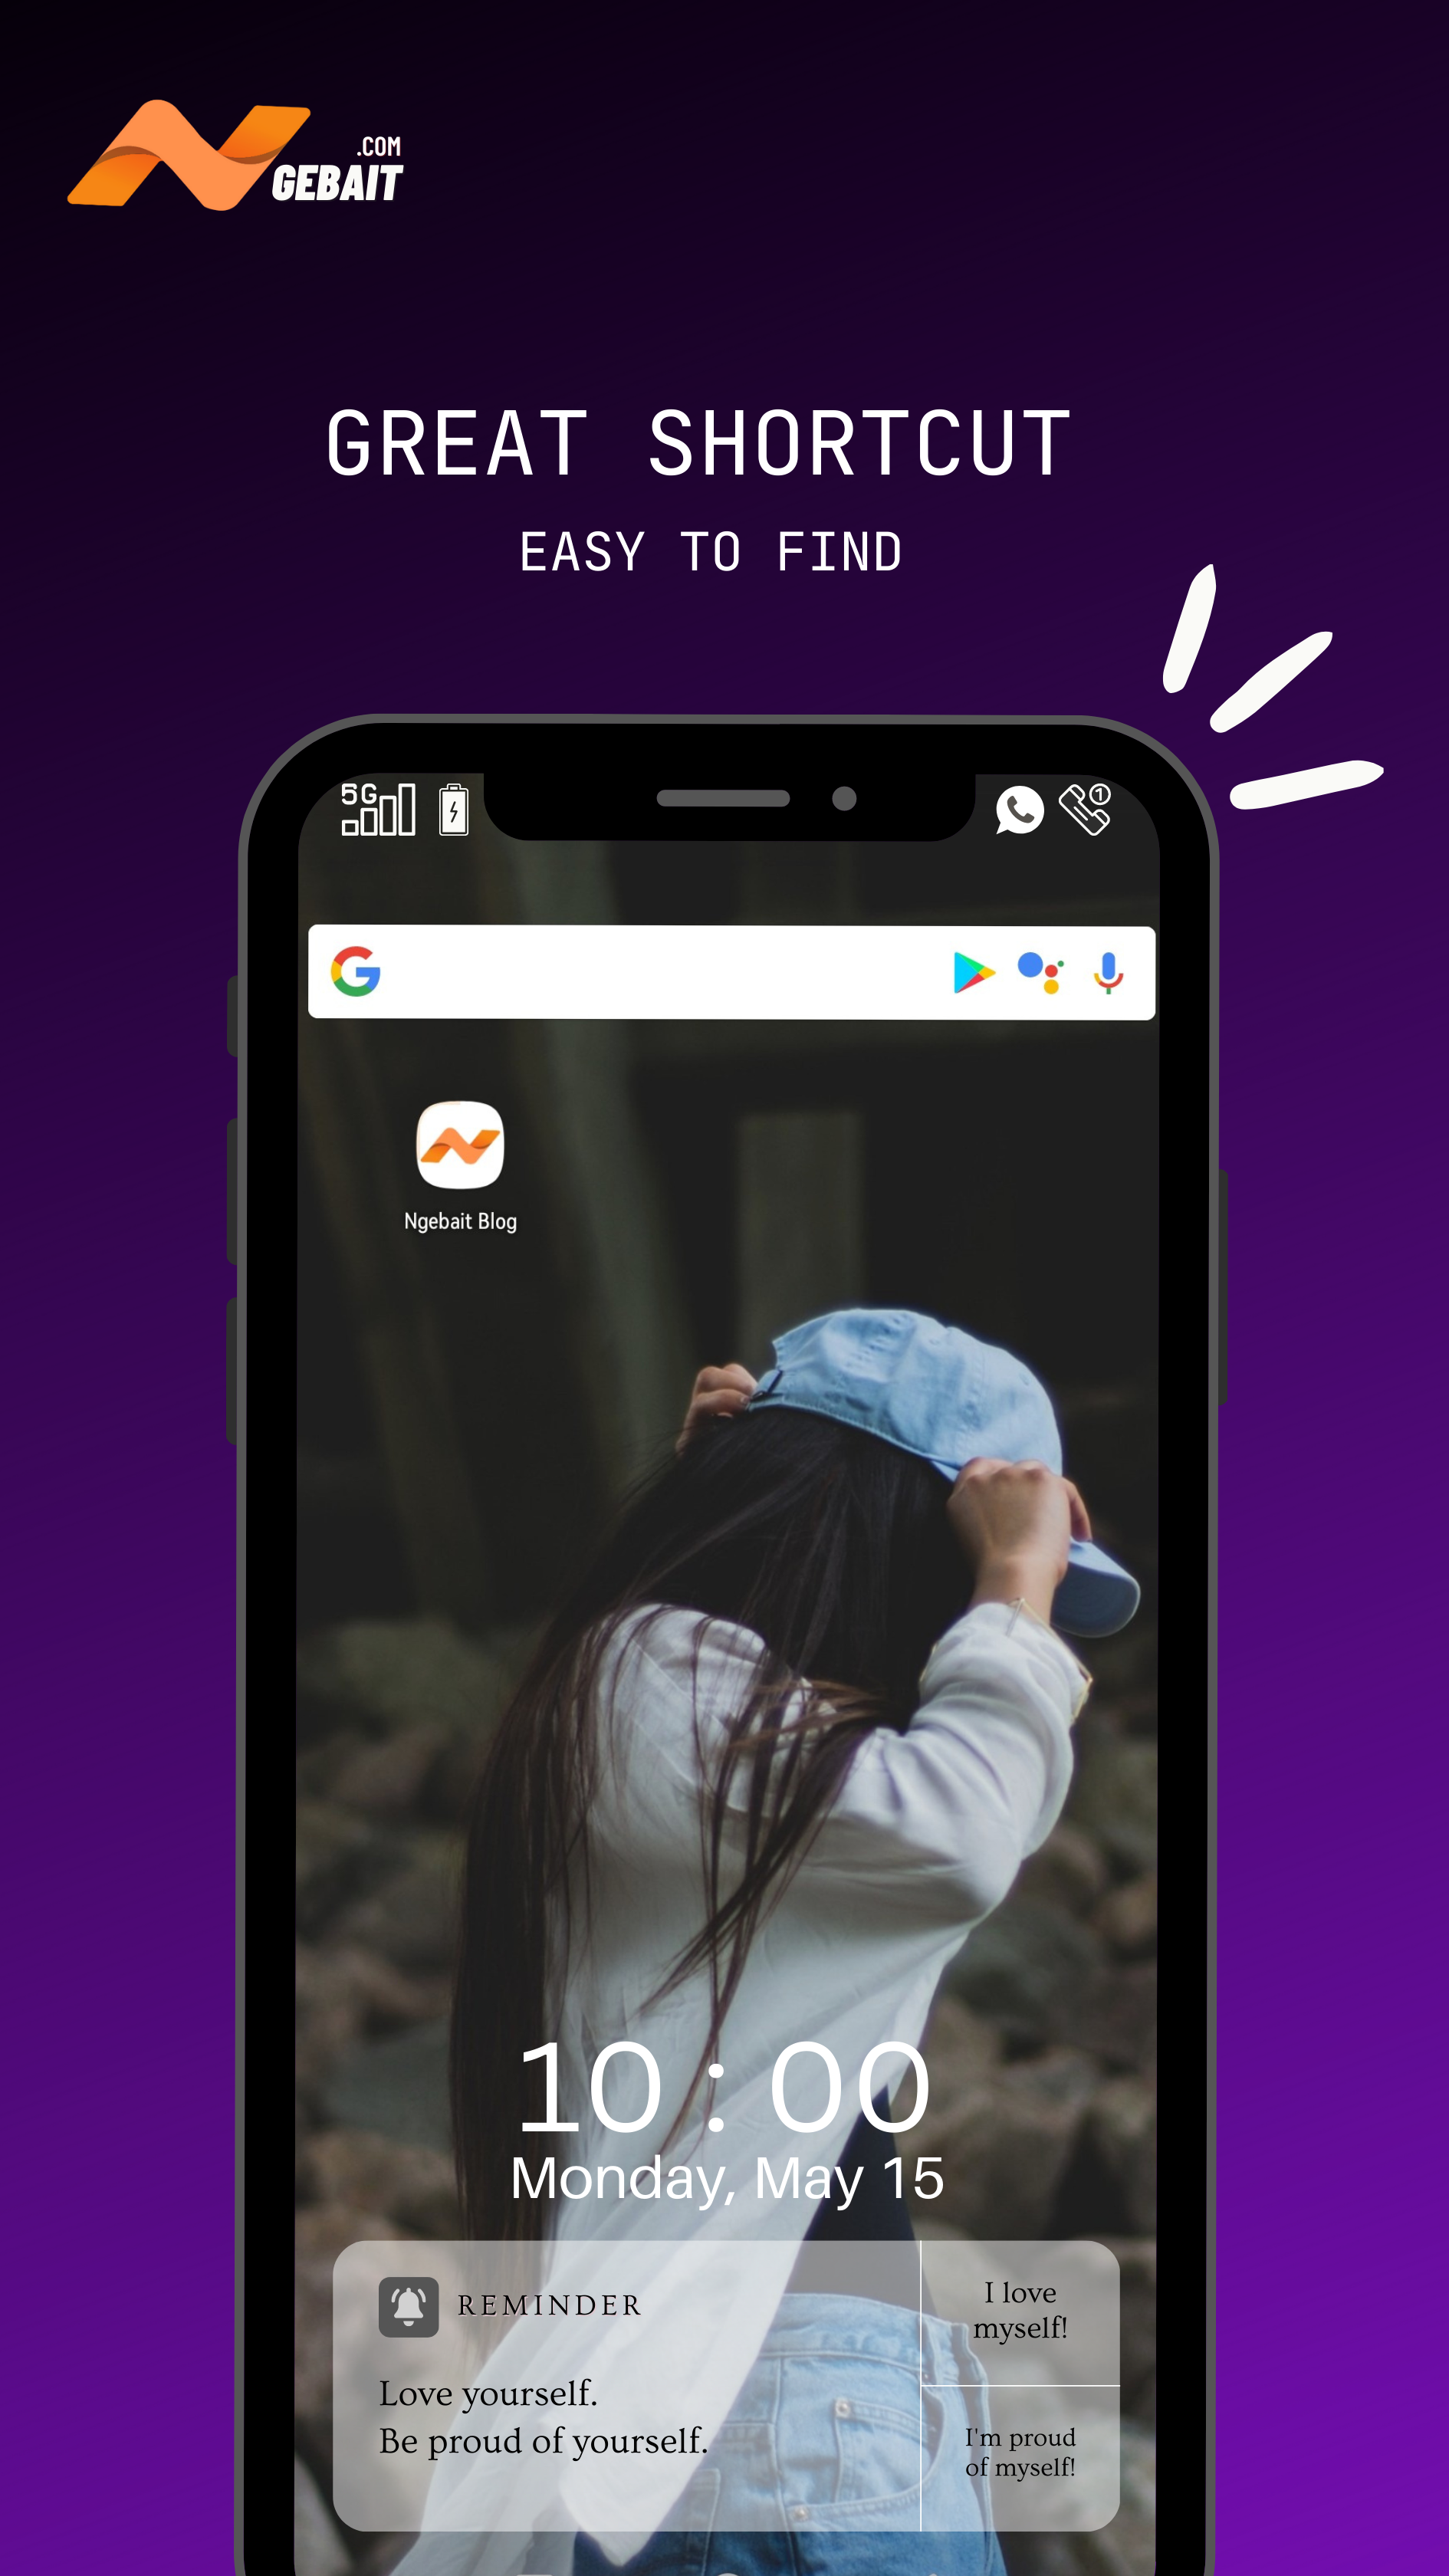 .COM
GEBAIT
GREAT SHORTCUT
EASY TO FIND
5G
1
Ngebait Blog
10 : 00
Monday, May 15
REMINDER
Love yourself.
Be proud of yourself.
I love
myself!
I'm proud
of myself!